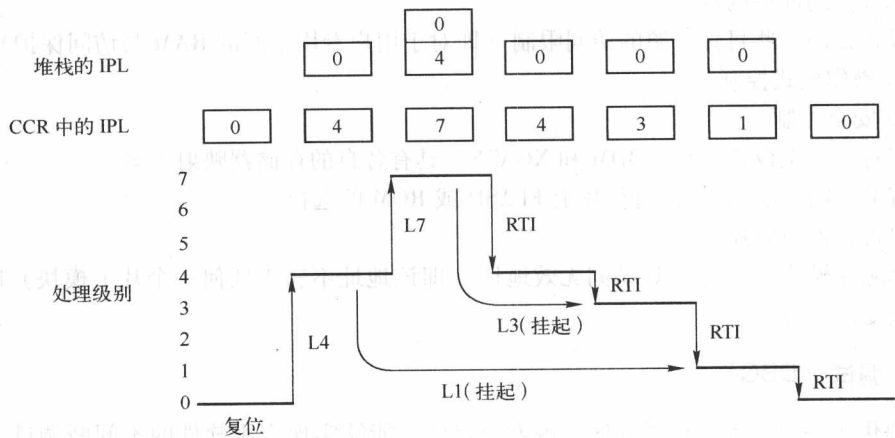 0
堆栈的 IPL 0 4 0 0 0
CCR 中的 IPL 0 4 7 4 3 1 0
7
6
5
4
3
2
1
0
处理级别
L7
RTI
RTI
L3(挂起)
L4
RTI
L1(挂起)
RTI
复位